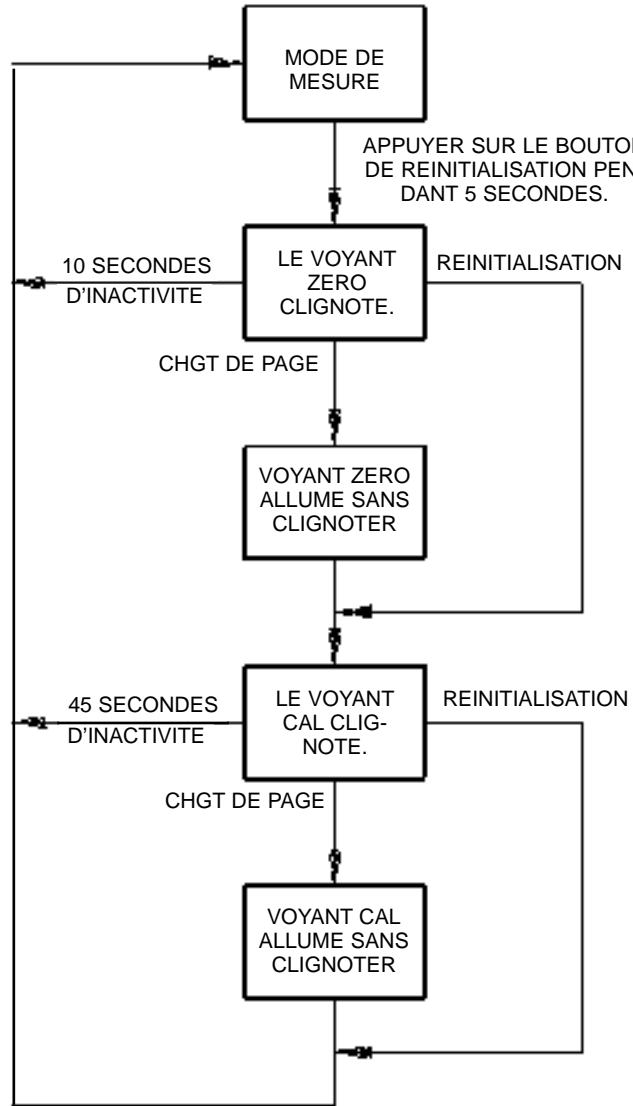 MODE DE
MESURE
APPUYER SUR LE BOUTO
DE REINITIALISATION PEN
DANT 5 SECONDES.
10 SECONDES
D'INACTIVITE
LE VOYANT
ZERO
CLIGNOTE.
REINITIALISATION
CHGT DE PAGE
VOYANT ZERO
ALLUME SANS
CLIGNOTER
45 SECONDES
D'INACTIVITE
LE VOYANT
CAL CLIG-
NOTE.
REINITIALISATION
CHGT DE PAGE
VOYANT CAL
ALLUME SANS
CLIGNOTER